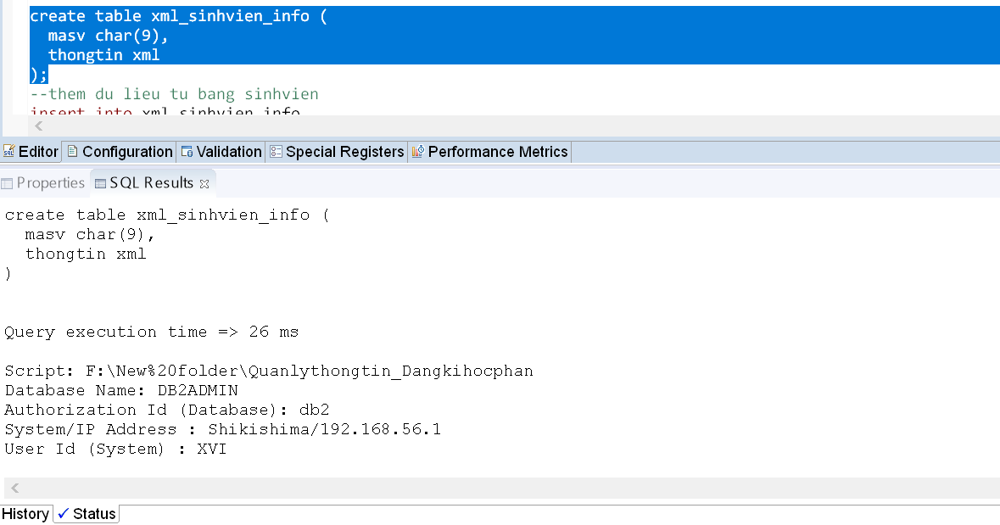 create table xml_sinhvien_info (
masv char(9),
thongtin xml
);
--them du lieu tu bang sinhvien
insert into xml_sinhvien_info
Editor Configuration Validation Special Registers Performance Metrics
Properties SQL Results
create table xml_sinhvien_info (
masv char(9),
thongtin xml
)
Query execution time => 26 ms
Script: F:\New%20folder\Quanlythongtin_Dangkihocphan
Database Name: DB2ADMIN
Authorization Id (Database): db2
System/IP Address : Shikishima/192.168.56.1
User Id (System) : XVI
History Status